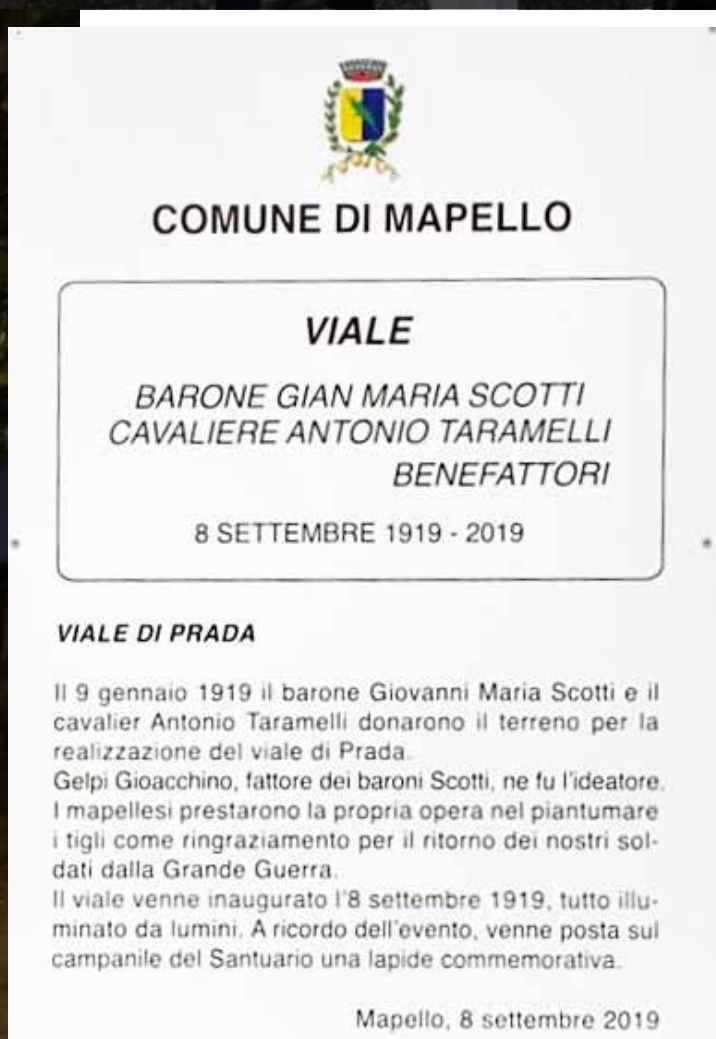 COMUNE DI MAPELLO
VIALE
BARONE GIAN MARIA SCOTTI
CAVALIERE ANTONIO TARAMELLI
BENEFATTORI
8 SETTEMBRE 1919 - 2019
VIALE DI PRADA
Il 9 gennaio 1919 il barone Giovanni Maria Scotti e il
cavalier Antonio Taramelli donarono il terreno per la
realizzazione del viale di Prada.
Gelpi Gioacchino, fattore dei baroni Scotti, ne fu l'ideatore.
I mapellesi prestarono la propria opera nel piantumare
i tigli come ringraziamento per il ritorno dei nostri sol-
dati dalla Grande Guerra.
Il viale venne inaugurato l'8 settembre 1919, tutto illu-
minato da lumini. A ricordo dell'evento, venne posta sul
campanile del Santuario una lapide commemorativa.
Mapello, 8 settembre 2019